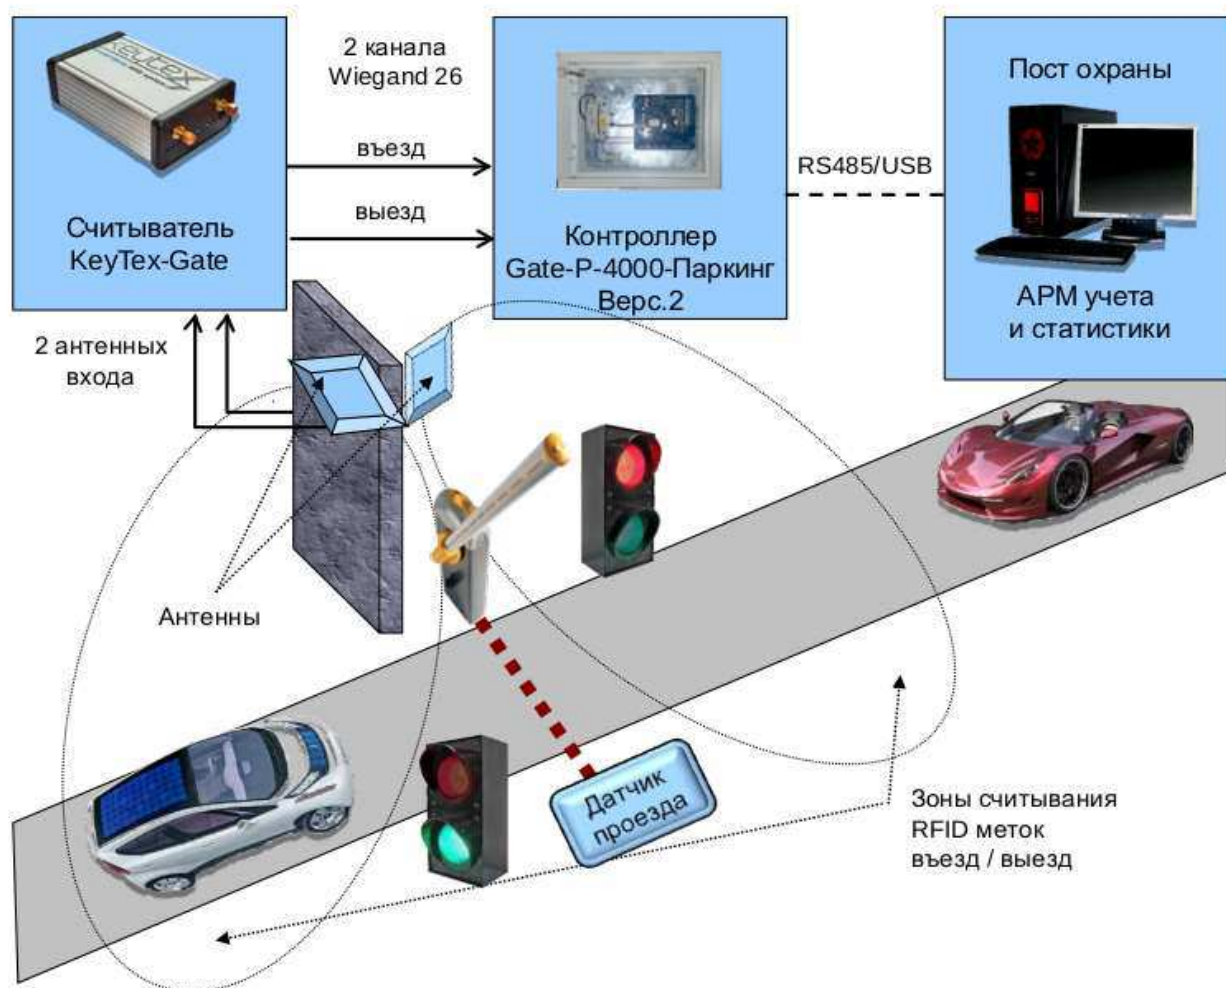 keytex
2 канала
Wiegand 26
въезд
выезд
Считыватель
KeyTex-Gate
Контроллер
Gate-P-4000-Паркинг
Верс.2
RS485/USB
Пост охраны
АРМ учета
и статистики
2 антенных
входа
Антенны
Датчик
проезда
Зоны считывания
RFID меток
въезд / выезд